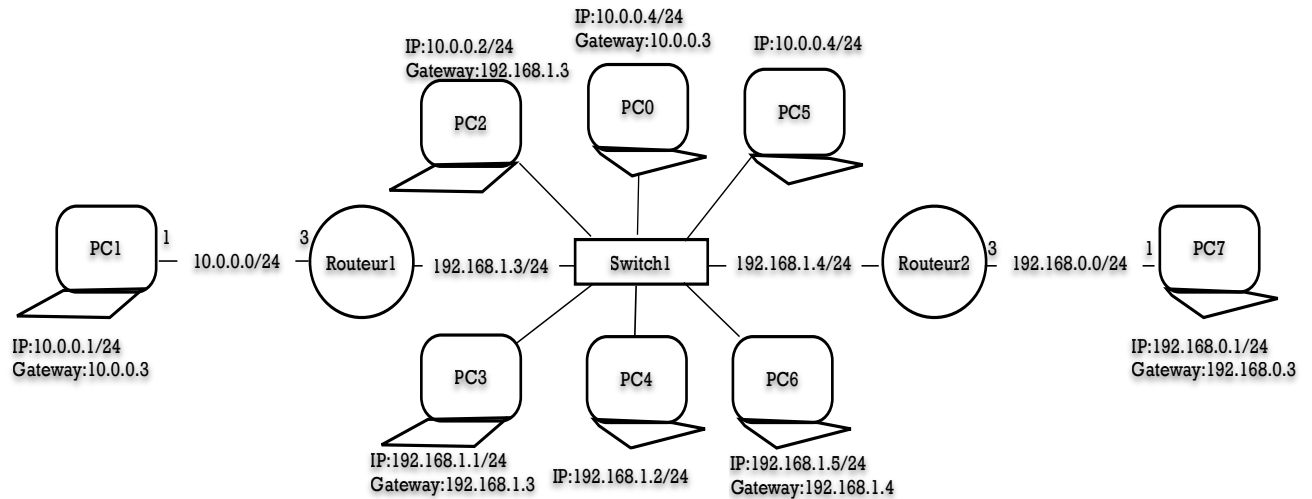 IP:10.0.0.4/24
Gateway:10.0.0.3
IP:10.0.0.2/24
Gateway:192.168.1.3
IP:10.0.0.4/24
PC2
PC0
PC5
PC1
1
10.0.0.0/24
3
Routeur1
192.168.1.3/24
Switch1
192.168.1.4/24
Routeur2
3
192.168.0.0/24
1
PC7
IP:10.0.0.1/24
Gateway:10.0.0.3
PC3
PC4
PC6
IP:192.168.0.1/24
Gateway:192.168.0.3
IP:192.168.1.1/24
Gateway:192.168.1.3
IP:192.168.1.2/24
IP:192.168.1.5/24
Gateway:192.168.1.4